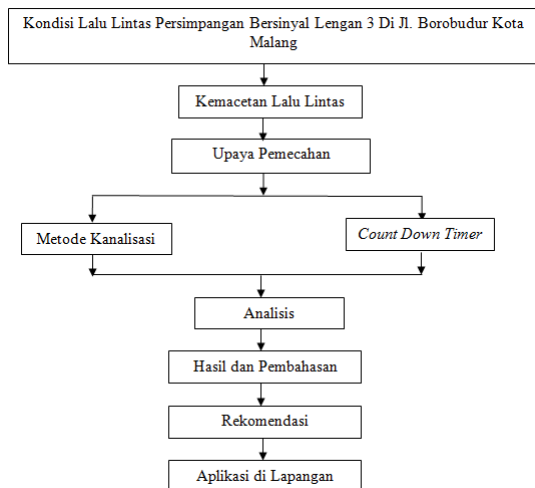 Kondisi Lalu Lintas Persimpangan Bersinyal Lengan 3 Di Jl. Borobudur Kota
Malang
Kemacetan Lalu Lintas
Upaya Pemecahan
Metode Kanalisasi
Count Down Timer
Analisis
Hasil dan Pembahasan
Rekomendasi
Aplikasi di Lapangan